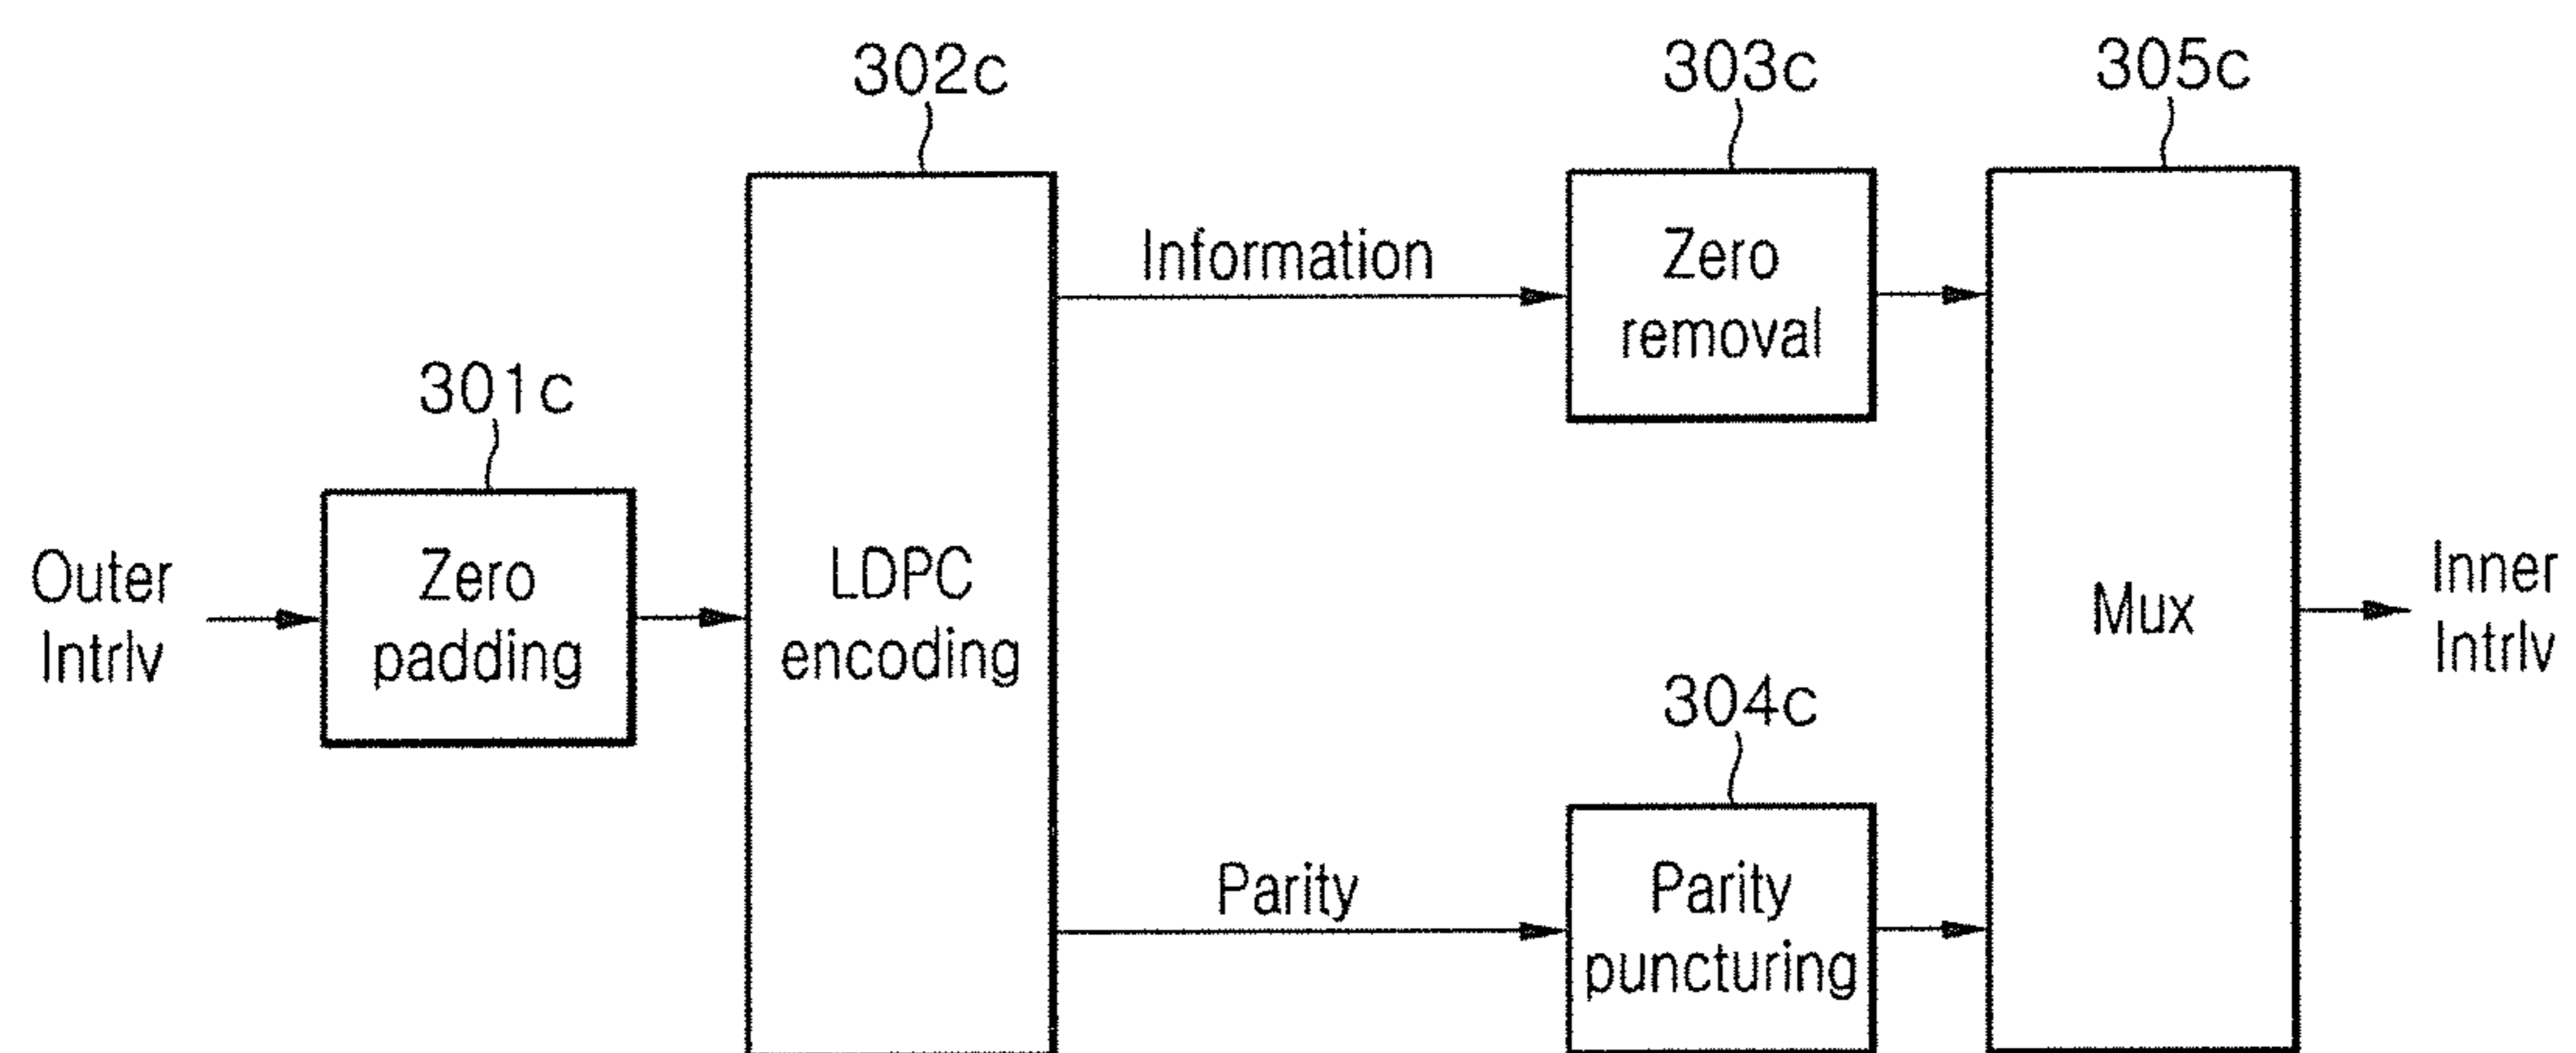 302c
303c
305c
Information
Zero
removal
301c
Outer
Intrlv
Zero
padding
LDPC
encoding
Mux
Inner
Intrlv
304c
Parity
Parity
puncturing